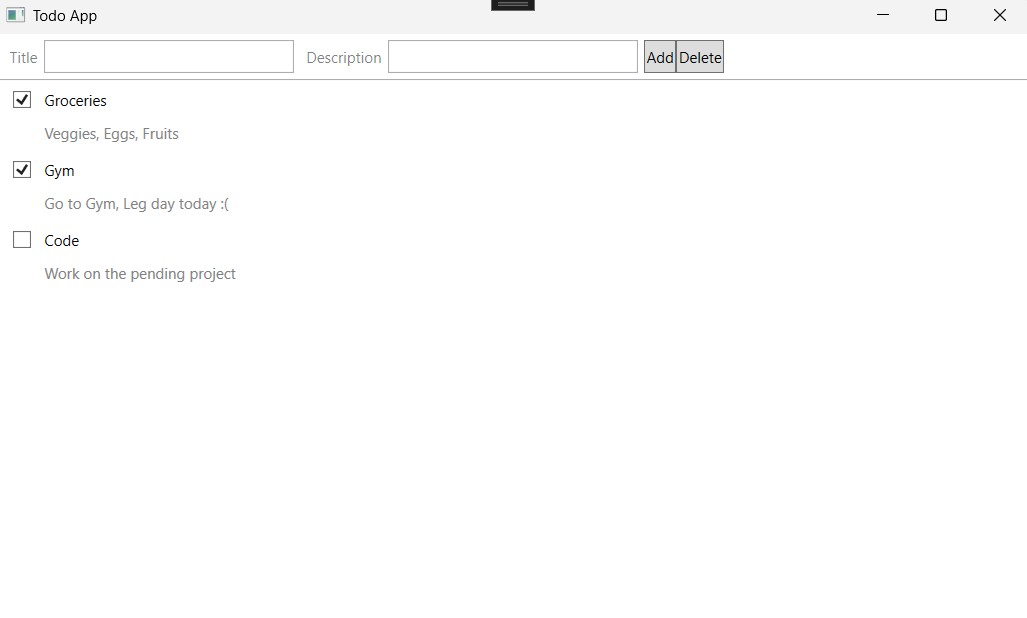 Todo App
Title Description Add Delete
Groceries
Veggies, Eggs, Fruits
Gym
Go to Gym, Leg day today :(
Code
Work on the pending project